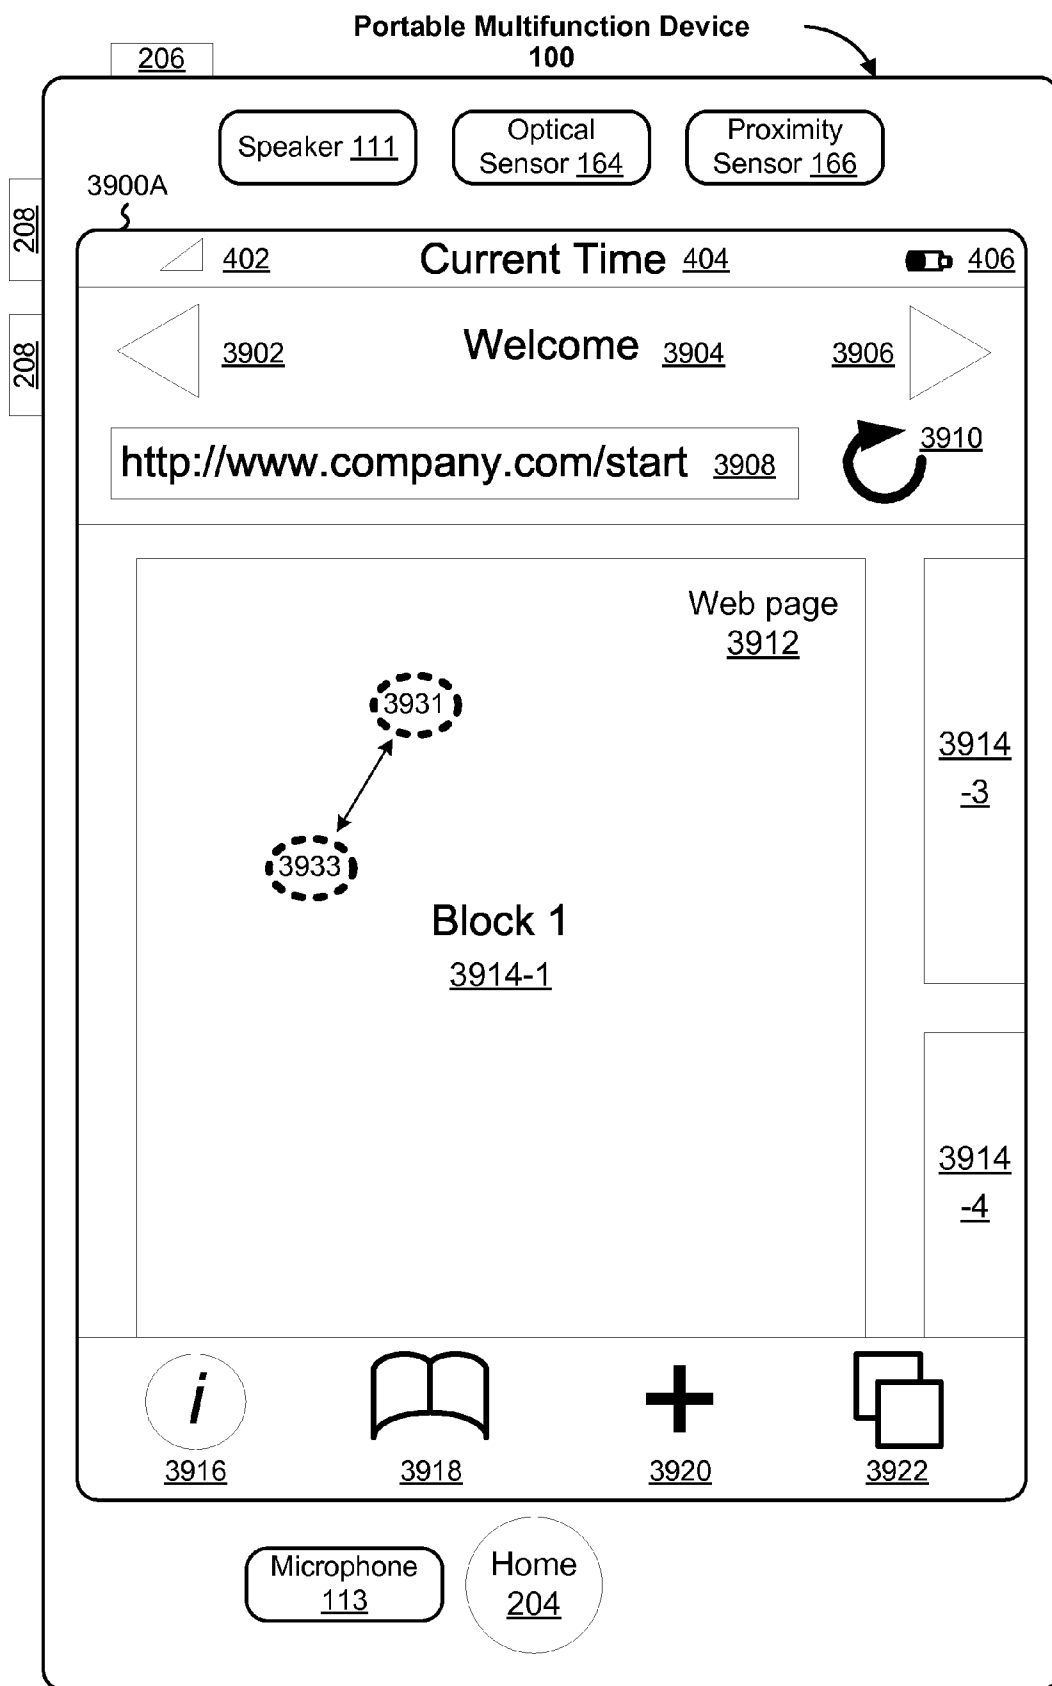 Portable Multifunction Device
100
206
Speaker 111
Optical
Sensor 164
Proximity
Sensor 166
3900A
208
402
Current Time 404
406
208
3902
Welcome 3904
3906
http://www.company.com/start 3908
3910
Web page
3912
3931
3914
-3
3933
Block 1
3914-1
3914
-4
i
3916
3918
3920
3922
Microphone
113
Home
204